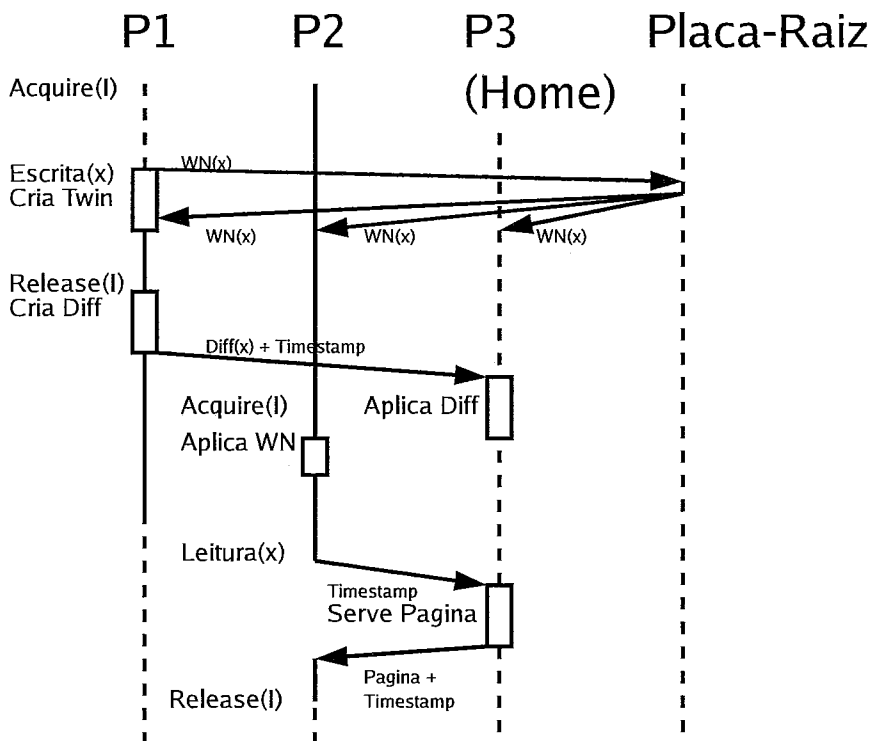 P1 P2 P3 Placa-Raiz
Acquire(l) (Home)
WN(x)
Escrita(x)
Cria Twin
WN(x) WN(x) WN(x)
Release(l)
Cria Diff
Diff(x) + Timestamp
Acquire(l) Aplica Diff
Aplica WN
Leitura(x)
Timestamp
Serve Pagina
Pagina +
Release(l) Timestamp